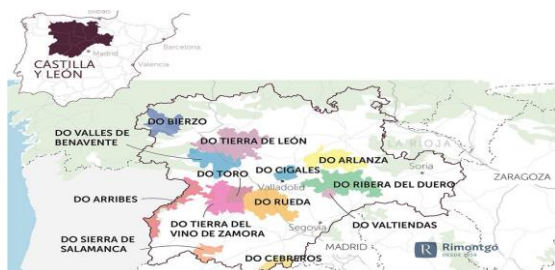 BILBAO
Barcelona
Madrid
Valencia
CASTILLA
Y LEÓN
DO BIERZO
DO VALLES DE
BENAVENTE
DO TIERRA DE LEÓN
LA RIOJA
DO ARLANZA
DO CIGALES
Soria
DO TORO
Valladolid
DO RIBERA DEL DUERO
ZARAGOZA
DO ARRIBES
DO RUEDA
DO TIERRA DEL
VINO DE ZAMORA
DO VALTIENDAS
Segovia
DO SIERRA DE
SALAMANCA
MADRID
R Rimontgó
DESDE 1959
DO CEBREROS